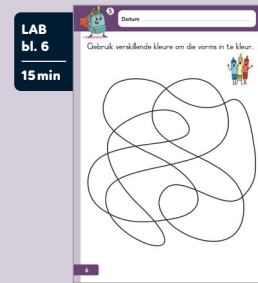 LAB
bl. 6
15 min
5
Datum
Gebruik verskillende kleure om die vorms in te kleur.
6